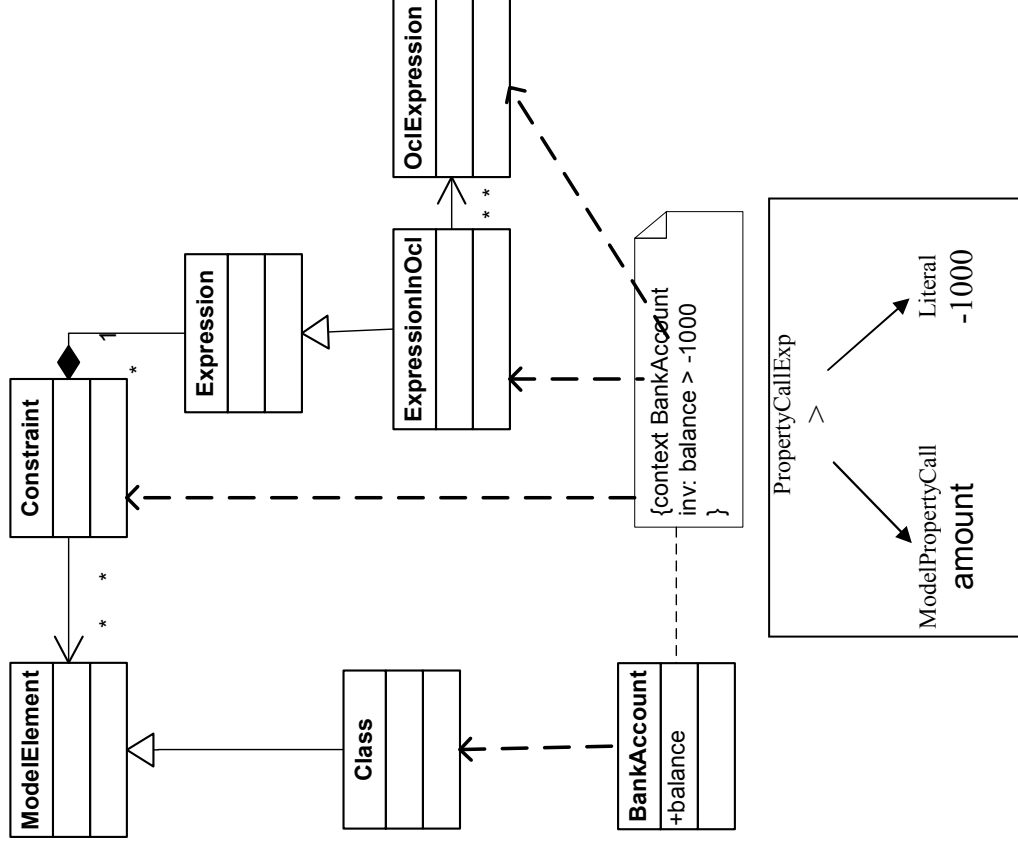 ModelElement
*
*
Constraint
1
*
Class
Expression
BankAccount
+balance
ExpressionInOcl
*
*
OclExpression
{context BankAccount
inv: balance > -1000
}
PropertyCallExp
>
ModelPropertyCall
amount
Literal
-1000